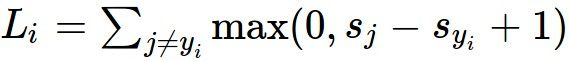 $L_i = \sum_{j \neq y_i} \max(0, s_j - s_{y_i} + 1)$